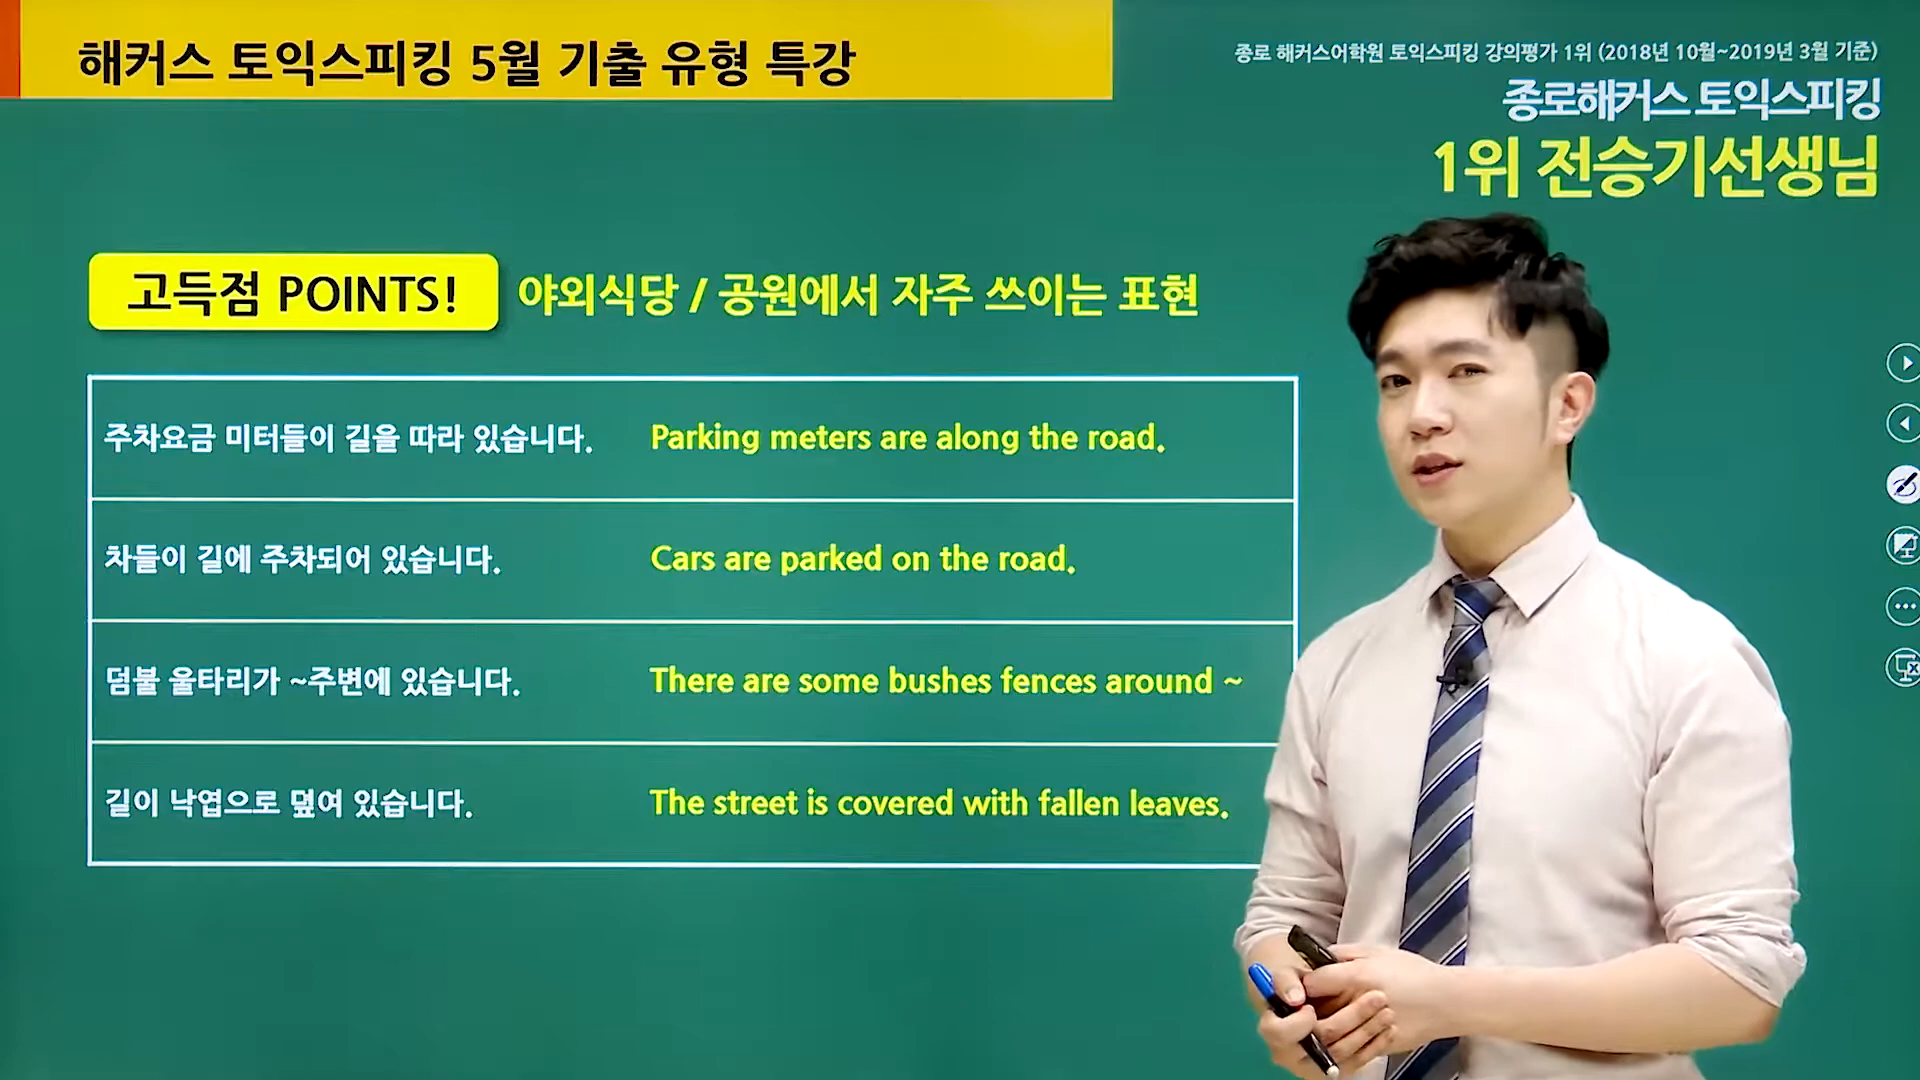 해커스 토익스피킹 5월 기출 유형 특강
종로 해커스어학원 토익스피킹 강의평가 1위 (2018년 10월~2019년 3월 기준)
종로해커스 토익스피킹
1위 전승기선생님
고득점 POINTS! 야외식당 / 공원에서 자주 쓰이는 표현
주차요금 미터들이 길을 따라 있습니다. Parking meters are along the road.
차들이 길에 주차되어 있습니다. Cars are parked on the road.
덤불 울타리가 ~주변에 있습니다. There are some bushes fences around ~
길이 낙엽으로 덮여 있습니다. The street is covered with fallen leaves.